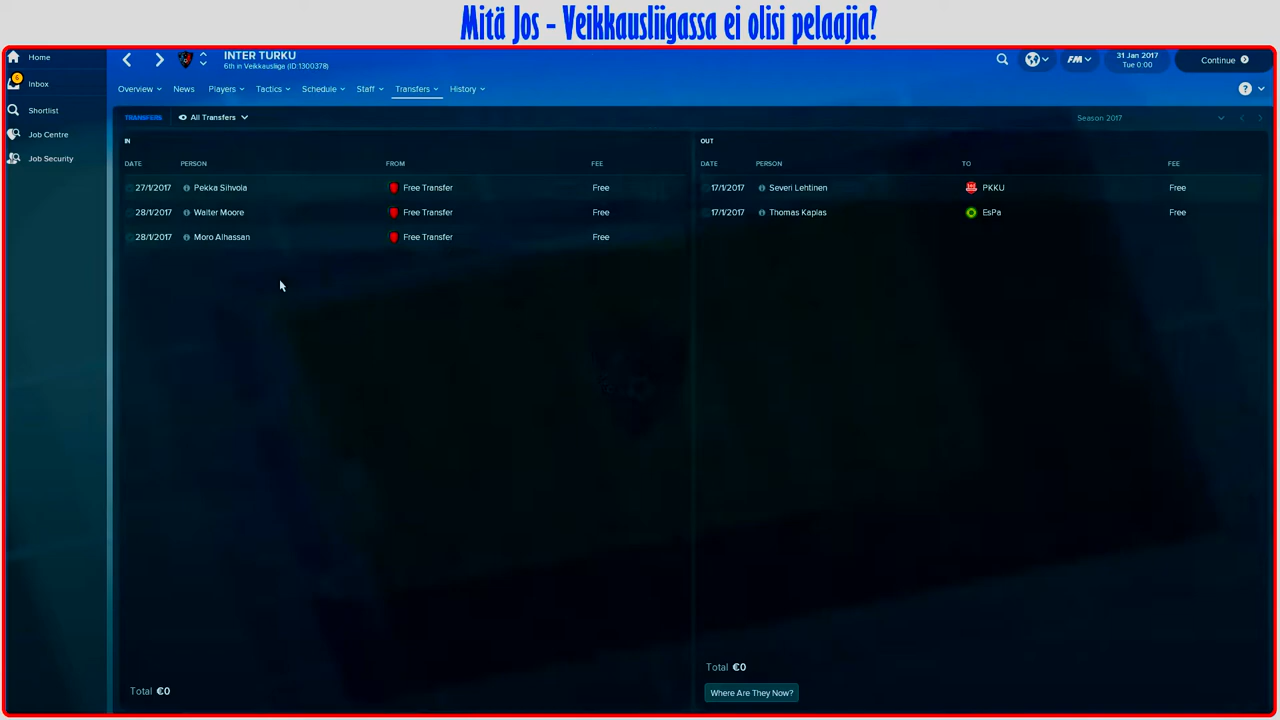 Mitä Jos - Veikkausliigassa ei olisi pelaajia?
Home
Inbox
6
Shortlist
Job Centre
Job Security
INTER TURKU
6th in Veikkausliiga (ID:1300378)
FM
31 Jan 2017
Tue 0:00
Continue
Overview
News
Players
Tactics
Schedule
Staff
Transfers
History
?
TRANSFERS
All Transfers
Season 2017
IN
DATE PERSON FROM FEE
27/1/2017 Pekka Sihvola Free Transfer Free
28/1/2017 Walter Moore Free Transfer Free
28/1/2017 Moro Alhassan Free Transfer Free
Total €0
OUT
DATE PERSON TO FEE
17/1/2017 Severi Lehtinen PKKU Free
17/1/2017 Thomas Kaplas EsPa Free
Total €0
Where Are They Now?